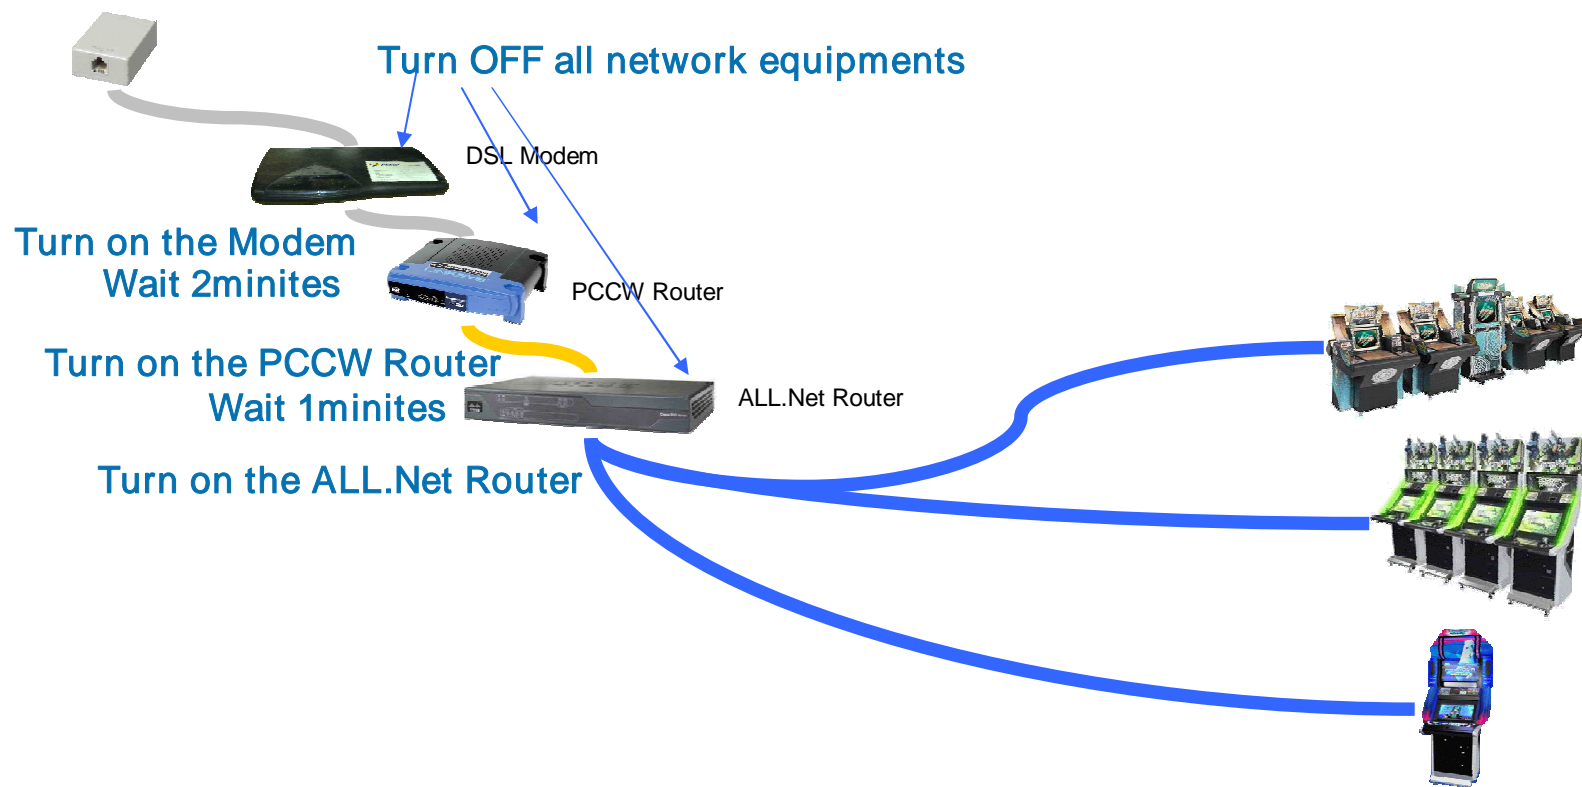 Turn OFF all network equipments
DSL Modem
Turn on the Modem
Wait 2minites
PCCW Router
Turn on the PCCW Router
Wait 1minites
ALL.Net Router
Turn on the ALL.Net Router